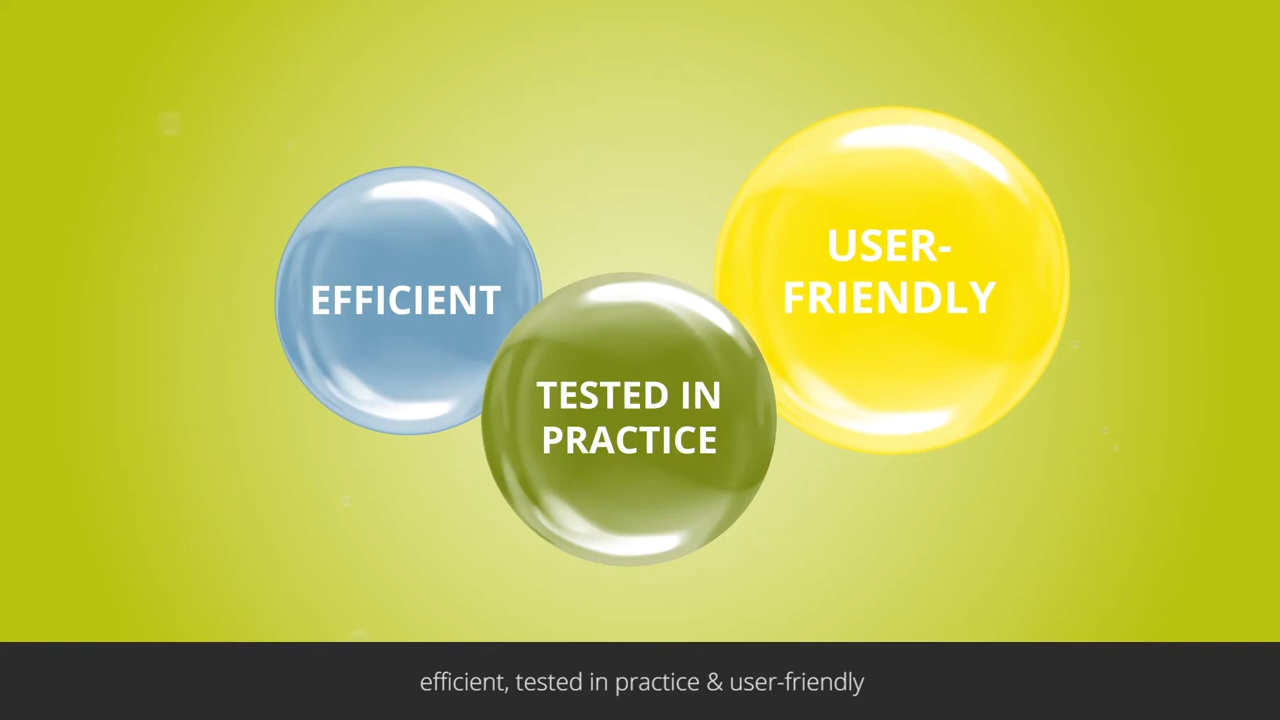 EFFICIENT
TESTED IN
PRACTICE
USER-
FRIENDLY
efficient, tested in practice & user-friendly